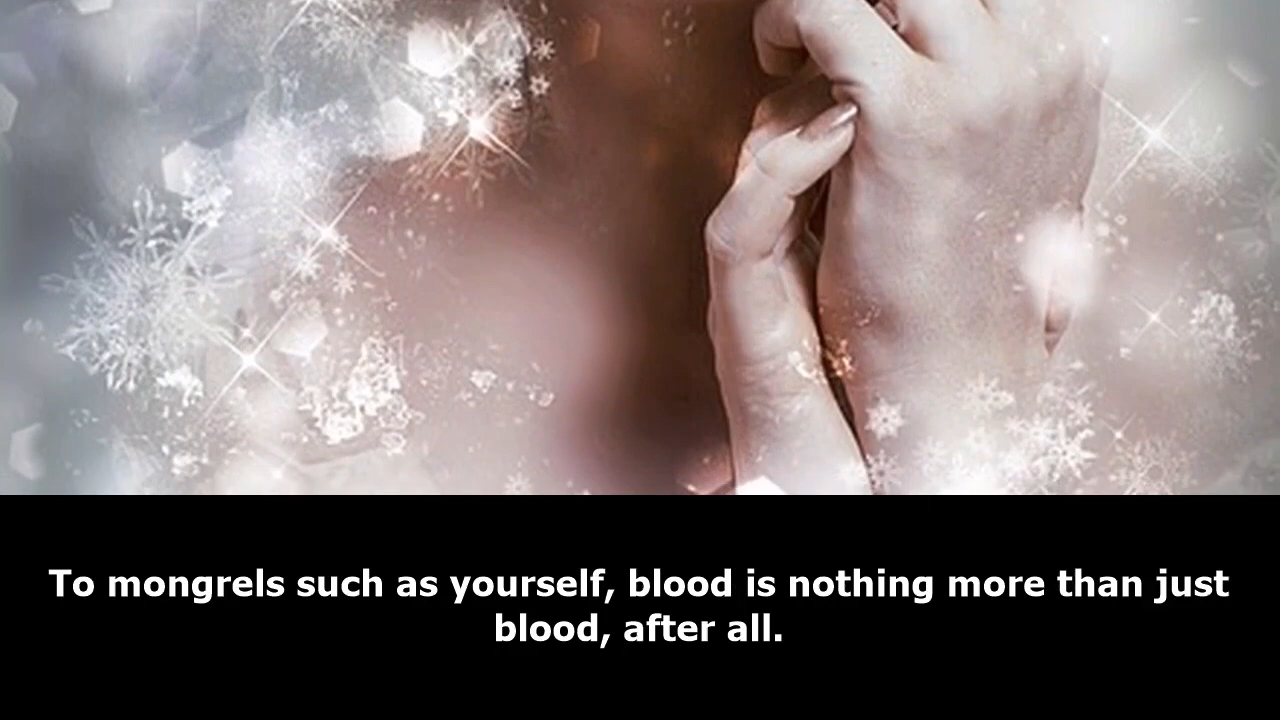 To mongrels such as yourself, blood is nothing more than just
blood, after all.